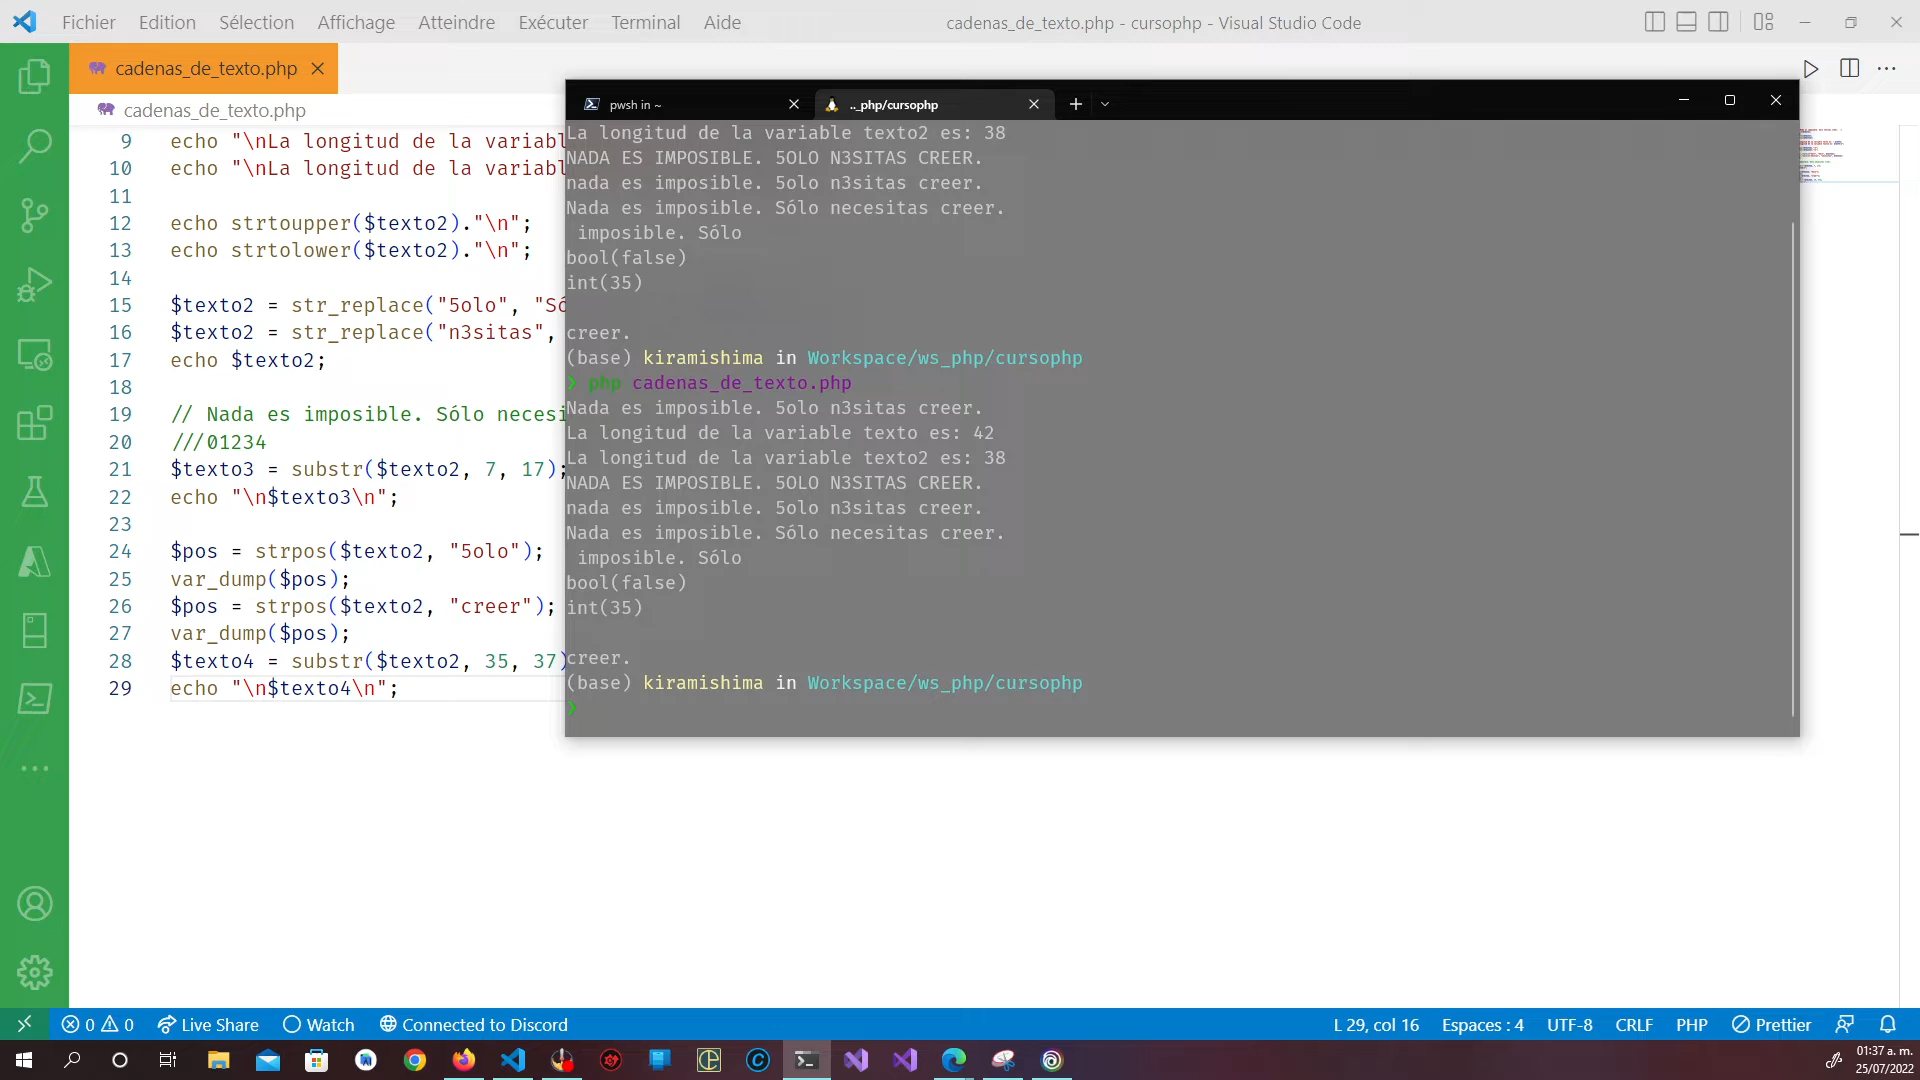 Fichier Edition Sélection Affichage Atteindre Exécuter Terminal Aide cadenas_de_texto.php - cursophp - Visual Studio Code
cadenas_de_texto.php
cadenas_de_texto.php
9 echo "\nLa longitud de la variabl
10 echo "\nLa longitud de la variabl
11
12 echo strtoupper($texto2)."\n";
13 echo strtolower($texto2)."\n";
14
15 $texto2 = str_replace("5olo", "Só
16 $texto2 = str_replace("n3sitas",
17 echo $texto2;
18
19 // Nada es imposible. Sólo necesi
20 ///01234
21 $texto3 = substr($texto2, 7, 17);
22 echo "\n$texto3\n";
23
24 $pos = strpos($texto2, "5olo");
25 var_dump($pos);
26 $pos = strpos($texto2, "creer");
27 var_dump($pos);
28 $texto4 = substr($texto2, 35, 37)
29 echo "\n$texto4\n";
pwsh in ~ .._php/cursophp
La longitud de la variable texto2 es: 38
NADA ES IMPOSIBLE. 5OLO N3SITAS CREER.
nada es imposible. 5olo n3sitas creer.
Nada es imposible. Sólo necesitas creer.
imposible. Sólo
bool(false)
int(35)
creer.
(base) kiramishima in Workspace/ws_php/cursophp
❯ php cadenas_de_texto.php
Nada es imposible. 5olo n3sitas creer.
La longitud de la variable texto es: 42
La longitud de la variable texto2 es: 38
NADA ES IMPOSIBLE. 5OLO N3SITAS CREER.
nada es imposible. 5olo n3sitas creer.
Nada es imposible. Sólo necesitas creer.
imposible. Sólo
bool(false)
int(35)
creer.
(base) kiramishima in Workspace/ws_php/cursophp
❯
0 0 Live Share Watch Connected to Discord L 29, col 16 Espaces : 4 UTF-8 CRLF PHP Prettier
01:37 a. m.
25/07/2022